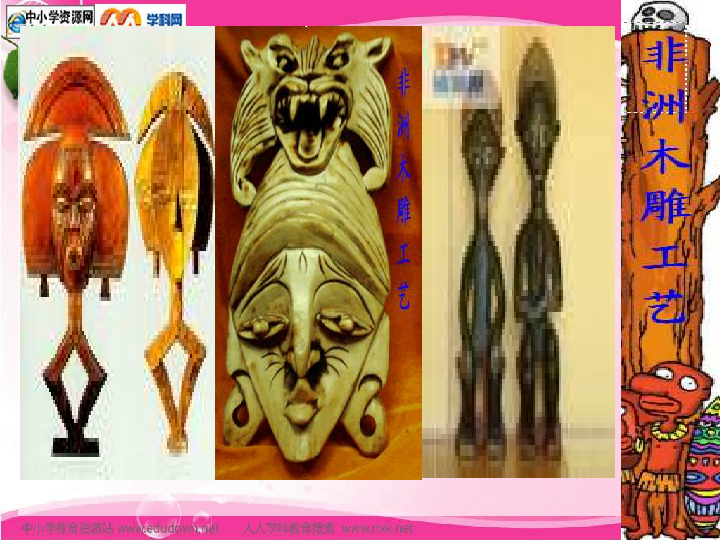 中小学资源网
学科网
非洲木雕工艺
非洲木雕工艺
中小学教育资源站 www.edudown.net 人人学科教育搜索 www.rrxk.net